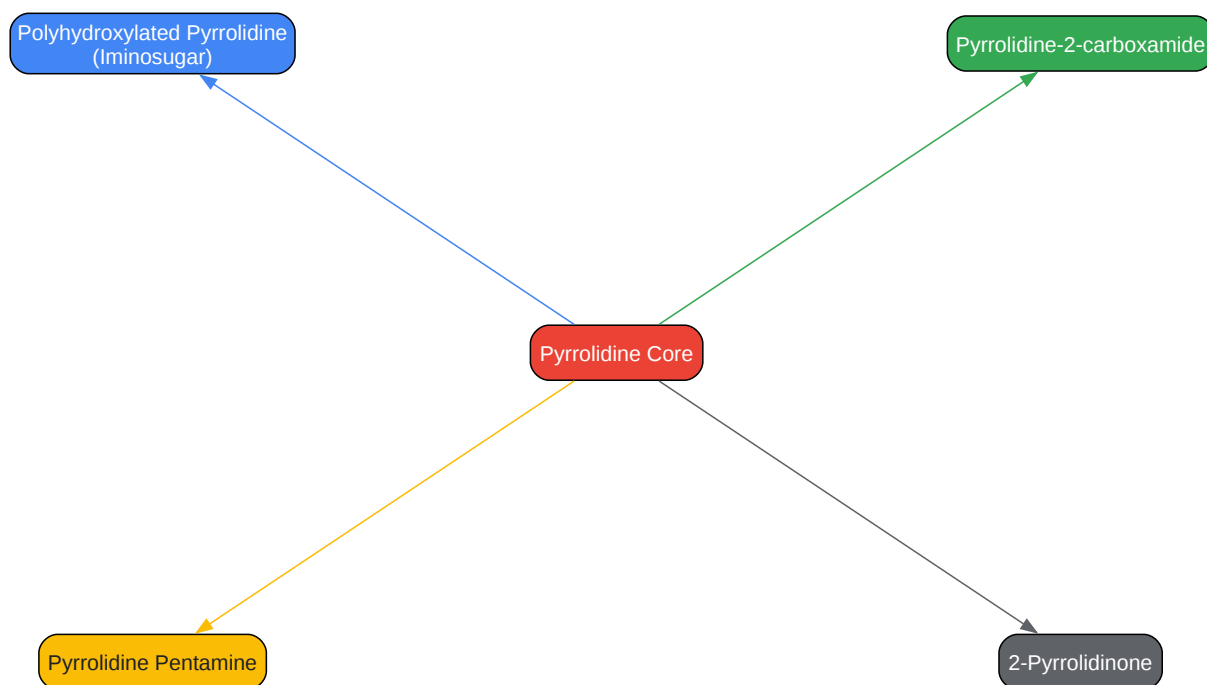 Polyhydroxylated Pyrrolidine
(Iminosugar)
Pyrrolidine-2-carboxamide
Pyrrolidine Core
Pyrrolidine Pentamine
2-Pyrrolidinone